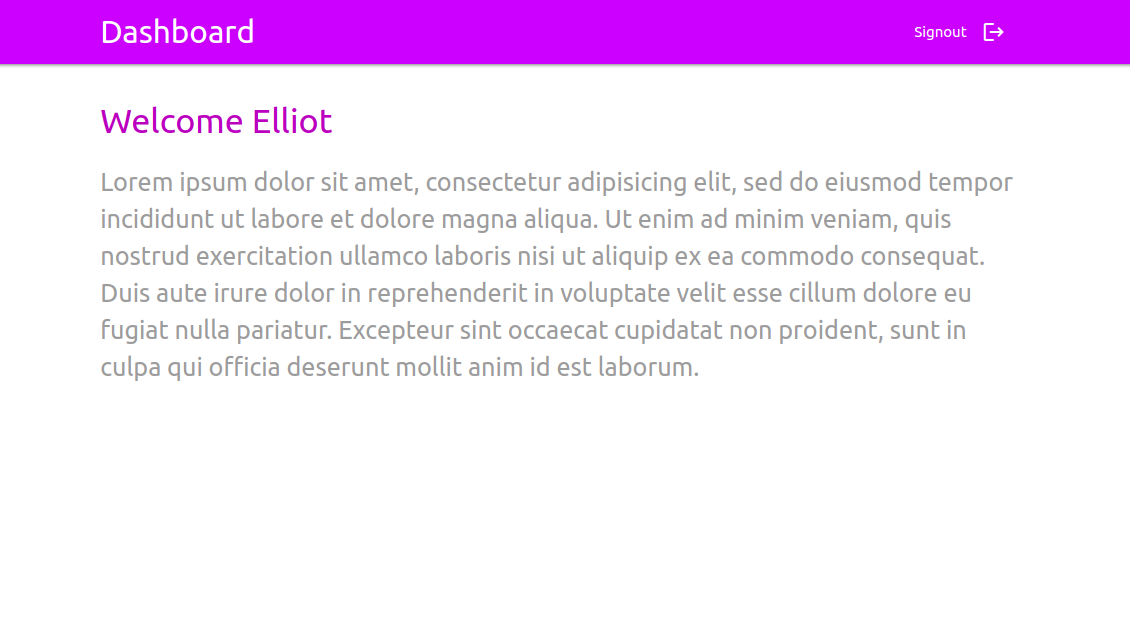 Dashboard
Signout
Welcome Elliot
Lorem ipsum dolor sit amet, consectetur adipisicing elit, sed do eiusmod tempor
incididunt ut labore et dolore magna aliqua. Ut enim ad minim veniam, quis
nostrud exercitation ullamco laboris nisi ut aliquip ex ea commodo consequat.
Duis aute irure dolor in reprehenderit in voluptate velit esse cillum dolore eu
fugiat nulla pariatur. Excepteur sint occaecat cupidatat non proident, sunt in
culpa qui officia deserunt mollit anim id est laborum.